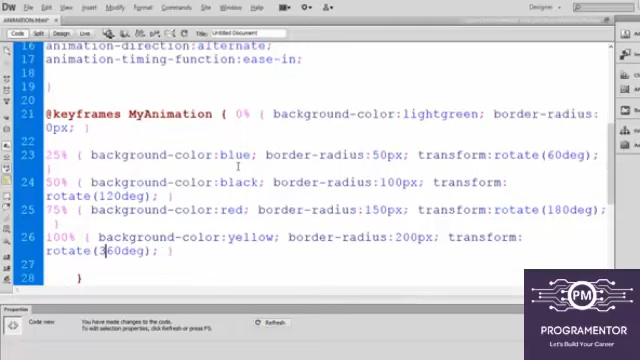 Dw File Edit View Insert Modify Format Commands Site Window Help
Designer
ANIMATION.html*
Code Split Design Live Title: Untitled Document
16 animation-direction:alternate;
17 animation-timing-function:ease-in;
18
19 }
20
21 @keyframes MyAnimation { 0% { background-color:lightgreen; border-radius:
0px; }
22
23 25% { background-color:blue; border-radius:50px; transform:rotate(60deg);
}
24 50% { background-color:black; border-radius:100px; transform:
rotate(120deg); }
25 75% { background-color:red; border-radius:150px; transform:rotate(180deg); }
26 100% { background-color:yellow; border-radius:200px; transform:
rotate(360deg); }
27
28 }
Properties
Code view
You have made changes to the code.
To edit selection properties, click Refresh or press F5.
Refresh
PM
PROGRAMENTOR
Let's Build Your Career